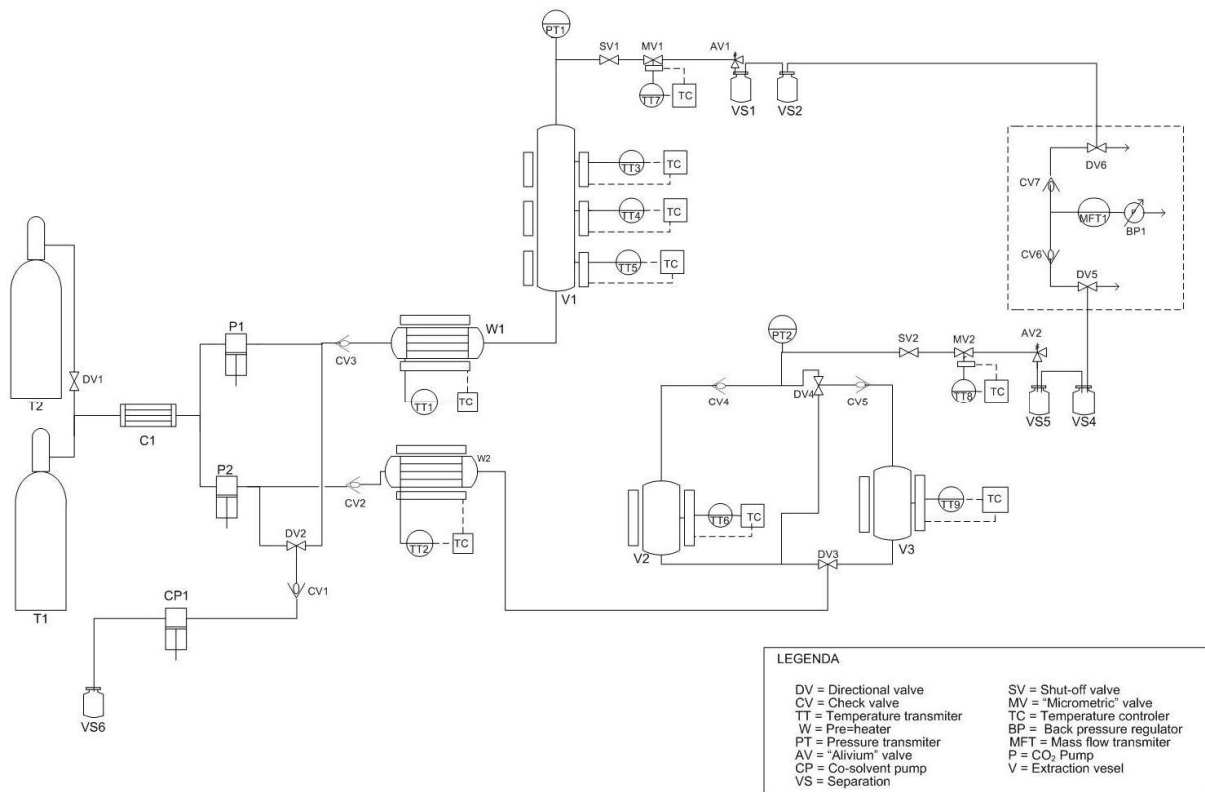 PT1
SV1
MV1
AV1
TT7
TC
VS1
VS2
TT3
TC
TT4
TC
TT5
TC
V1
DV6
CV7
MFT1
P
BP1
CV6
DV5
T2
DV1
T1
C1
P1
P2
CV3
W1
TT1
TC
CV2
W2
TT2
TC
DV2
CV1
CP1
VS6
PT2
SV2
MV2
AV2
TT8
TC
VS5
VS4
CV4
DV4
CV5
TT6
TC
V2
TT9
TC
V3
DV3
LEGENDA
DV = Directional valve
CV = Check valve
TT = Temperature transmiter
W = Pre=heater
PT = Pressure transmiter
AV = "Alivium" valve
CP = Co-solvent pump
VS = Separation
SV = Shut-off valve
MV = "Micrometric" valve
TC = Temperature controler
BP = Back pressure regulator
MFT = Mass flow transmiter
P = CO₂ Pump
V = Extraction vesel